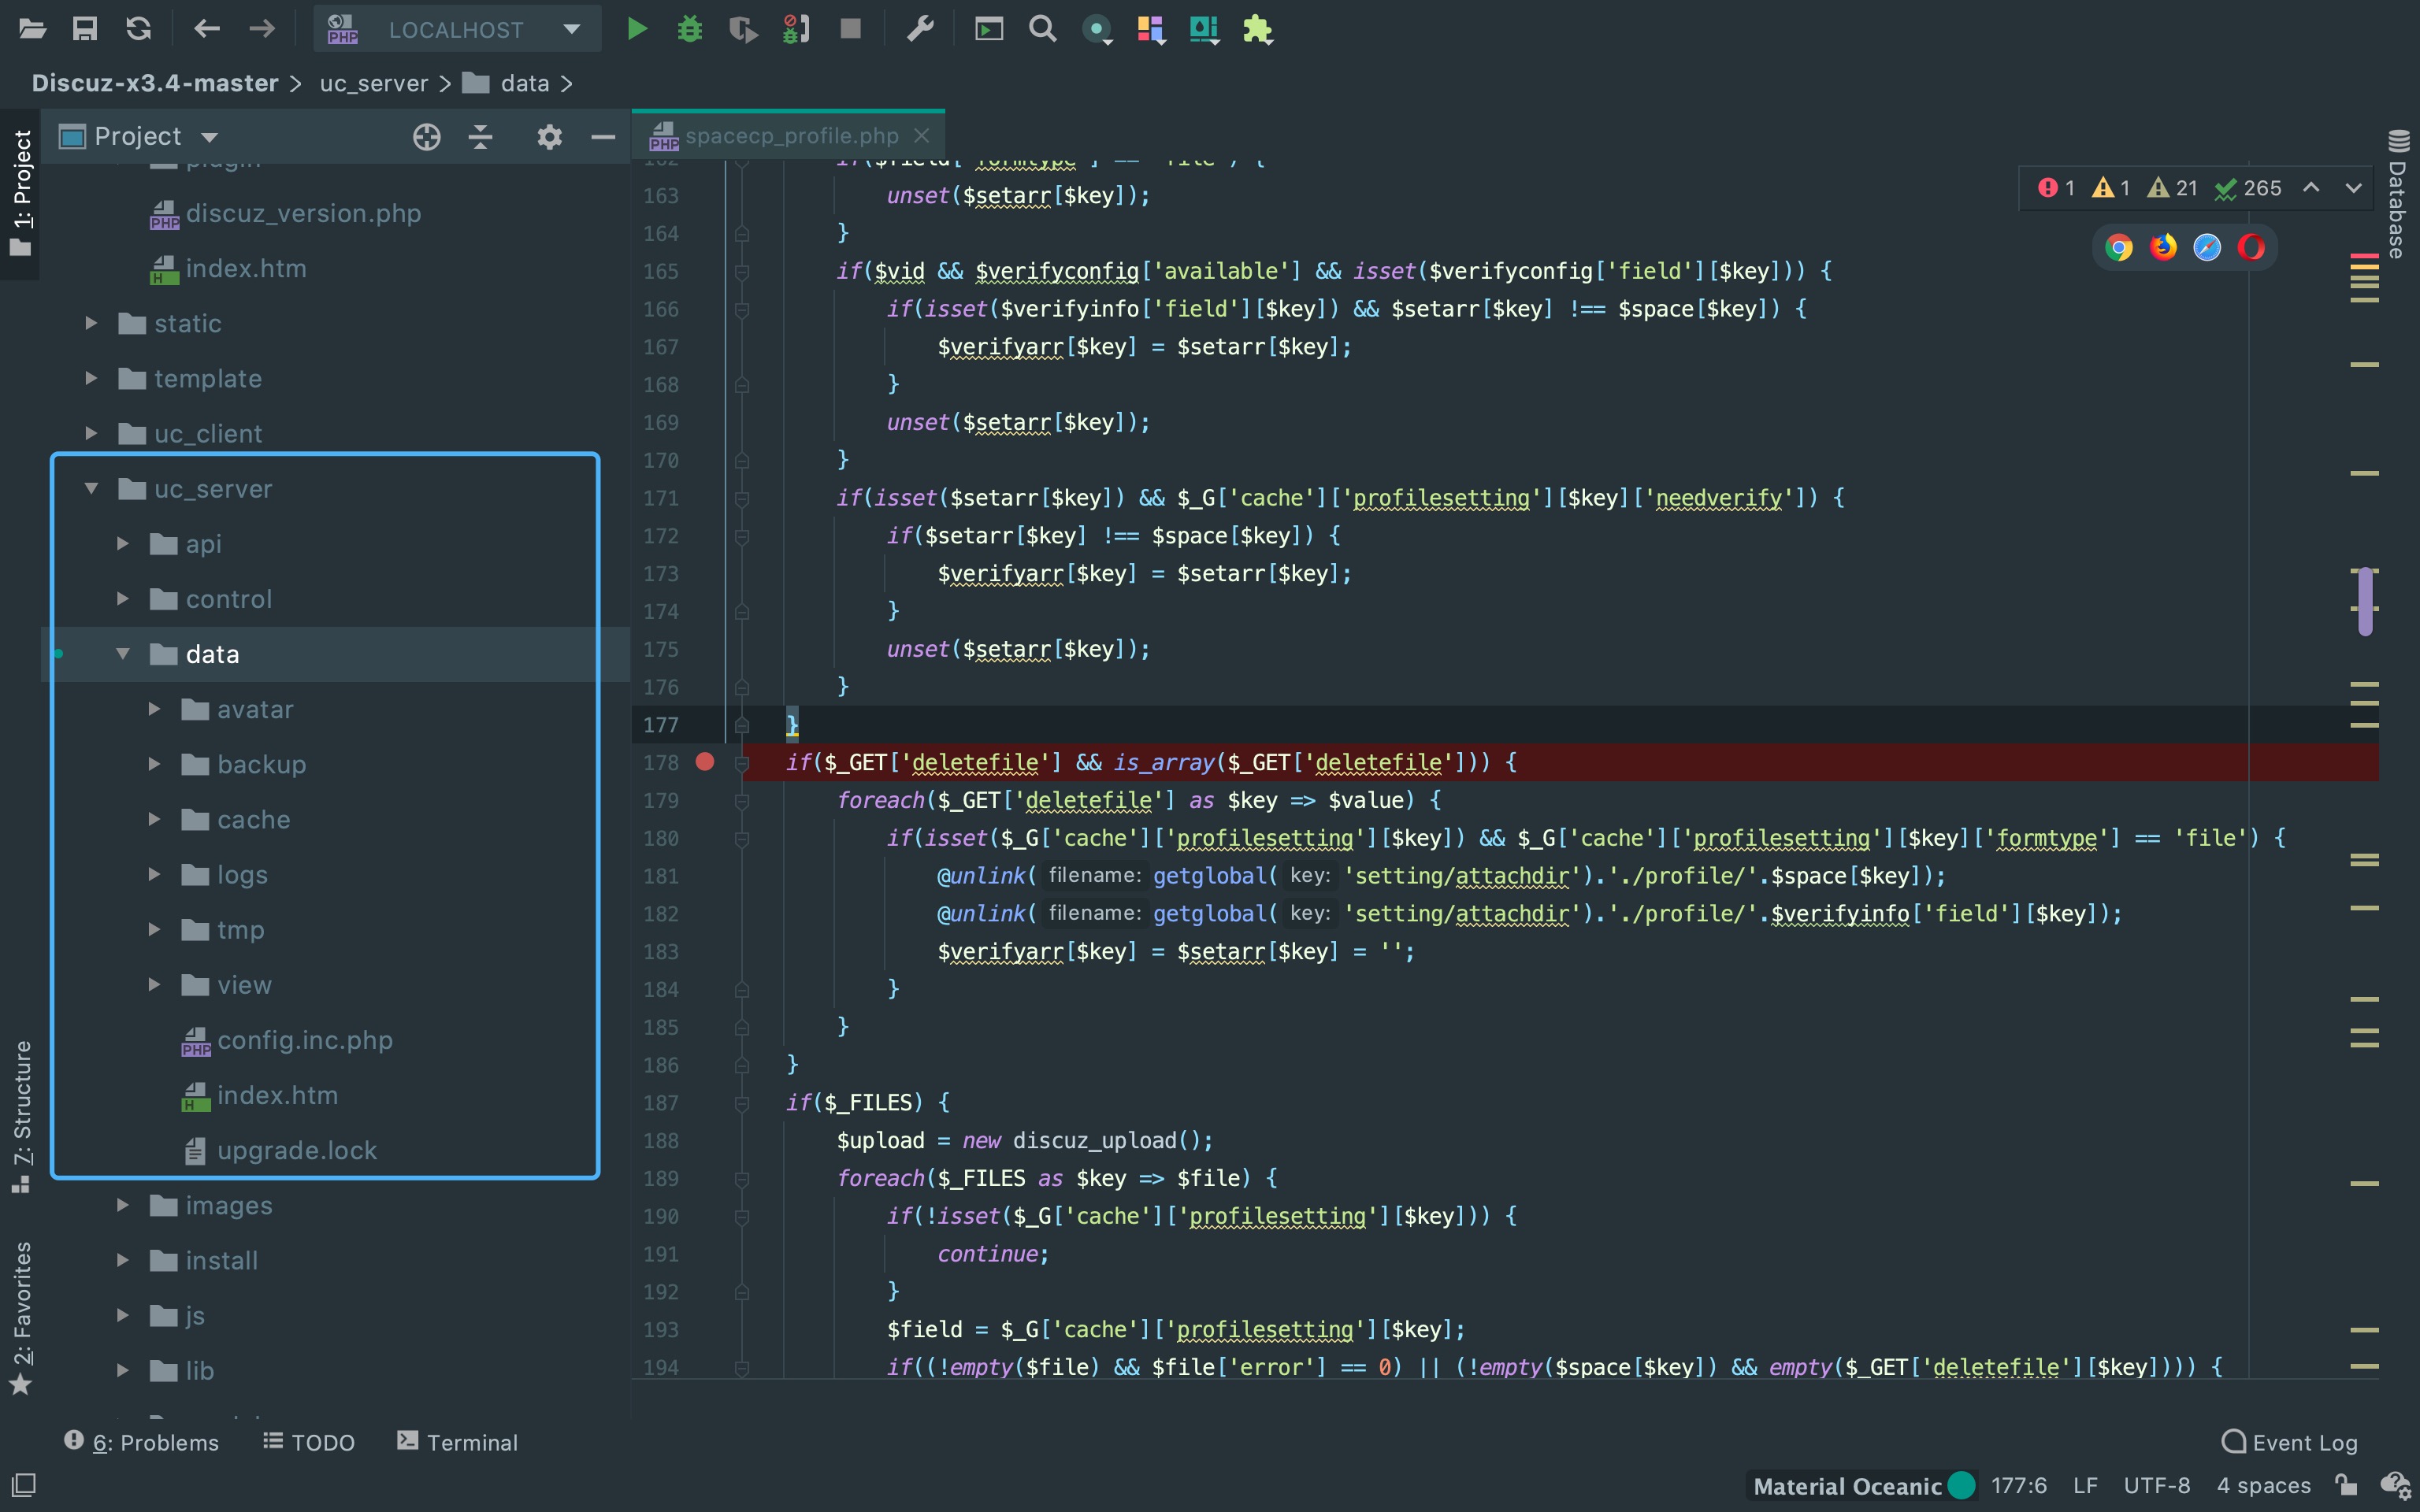 LOCALHOST
Discuz-x3.4-master > uc_server > data >
1: Project
Project
plugin
discuz_version.php
index.htm
static
template
uc_client
uc_server
api
control
data
avatar
backup
cache
logs
tmp
view
config.inc.php
index.htm
upgrade.lock
images
install
js
lib
7: Structure
2: Favorites
spacecp_profile.php
1 1 21 265
Database
162 if($field['formtype'] == 'file') {
163 unset($setarr[$key]);
164 }
165 if($vid && $verifyconfig['available'] && isset($verifyconfig['field'][$key])) {
166 if(isset($verifyinfo['field'][$key]) && $setarr[$key] !== $space[$key]) {
167 $verifyarr[$key] = $setarr[$key];
168 }
169 unset($setarr[$key]);
170 }
171 if(isset($setarr[$key]) && $_G['cache']['profilesetting'][$key]['needverify']) {
172 if($setarr[$key] !== $space[$key]) {
173 $verifyarr[$key] = $setarr[$key];
174 }
175 unset($setarr[$key]);
176 }
177 }
178 if($_GET['deletefile'] && is_array($_GET['deletefile'])) {
179 foreach($_GET['deletefile'] as $key => $value) {
180 if(isset($_G['cache']['profilesetting'][$key]) && $_G['cache']['profilesetting'][$key]['formtype'] == 'file') {
181 @unlink( filename: getglobal( key: 'setting/attachdir').'./profile/'.$space[$key]);
182 @unlink( filename: getglobal( key: 'setting/attachdir').'./profile/'.$verifyinfo['field'][$key]);
183 $verifyarr[$key] = $setarr[$key] = '';
184 }
185 }
186 }
187 if($_FILES) {
188 $upload = new discuz_upload();
189 foreach($_FILES as $key => $file) {
190 if(!isset($_G['cache']['profilesetting'][$key])) {
191 continue;
192 }
193 $field = $_G['cache']['profilesetting'][$key];
194 if((!empty($file) && $file['error'] == 0) || (!empty($space[$key]) && empty($_GET['deletefile'][$key]))) {
6: Problems TODO Terminal
Event Log
Material Oceanic 177:6 LF UTF-8 4 spaces